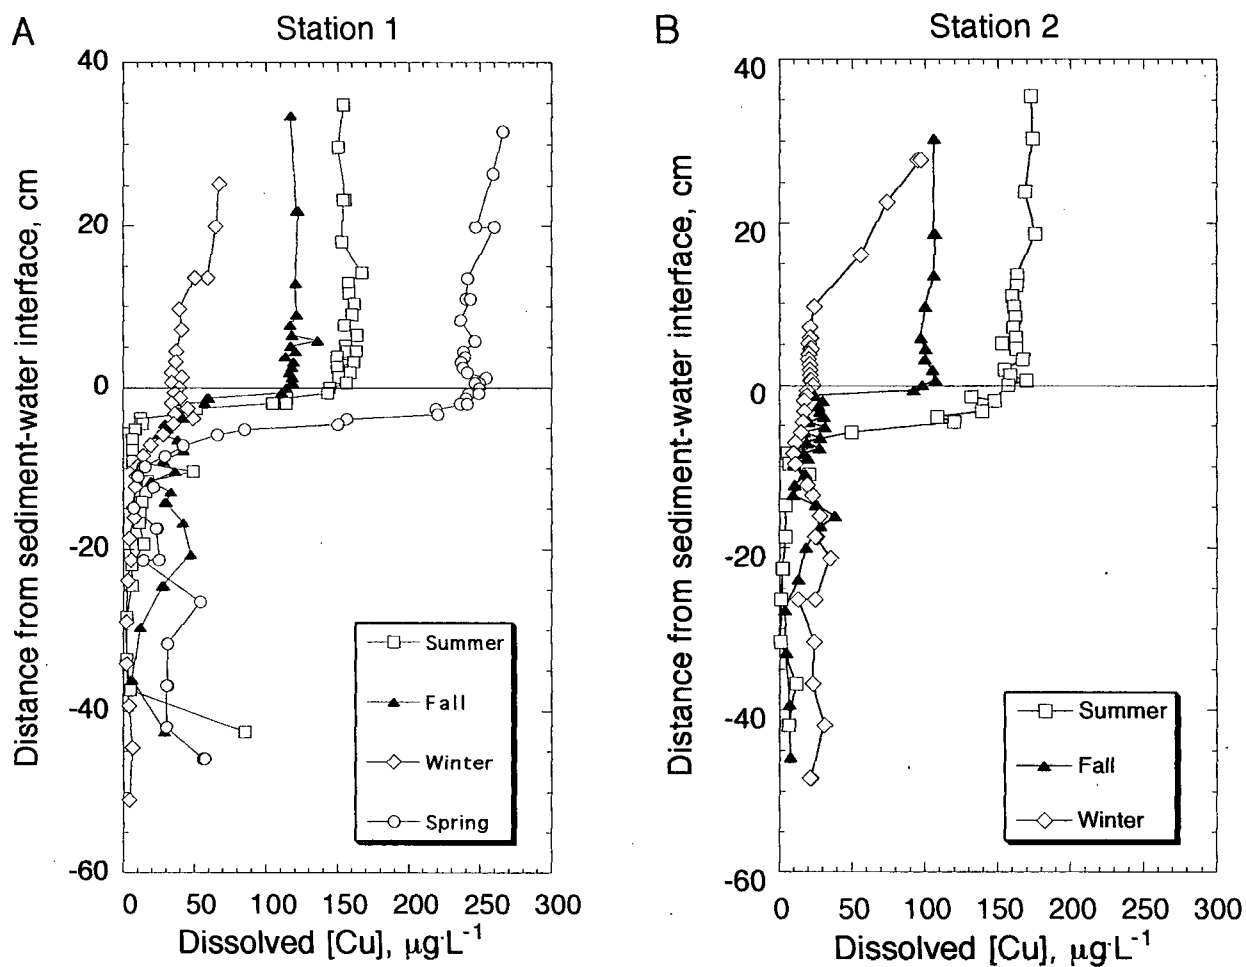 A
Station 1
Distance from sediment-water interface, cm
40
20
0
-20
-40
-60
0 50 100 150 200 250 300
Dissolved [Cu], µg·L⁻¹
Summer
Fall
Winter
Spring
B
Station 2
Distance from sediment-water interface, cm
40
20
0
-20
-40
-60
0 50 100 150 200 250 300
Dissolved [Cu], µg·L⁻¹
Summer
Fall
Winter